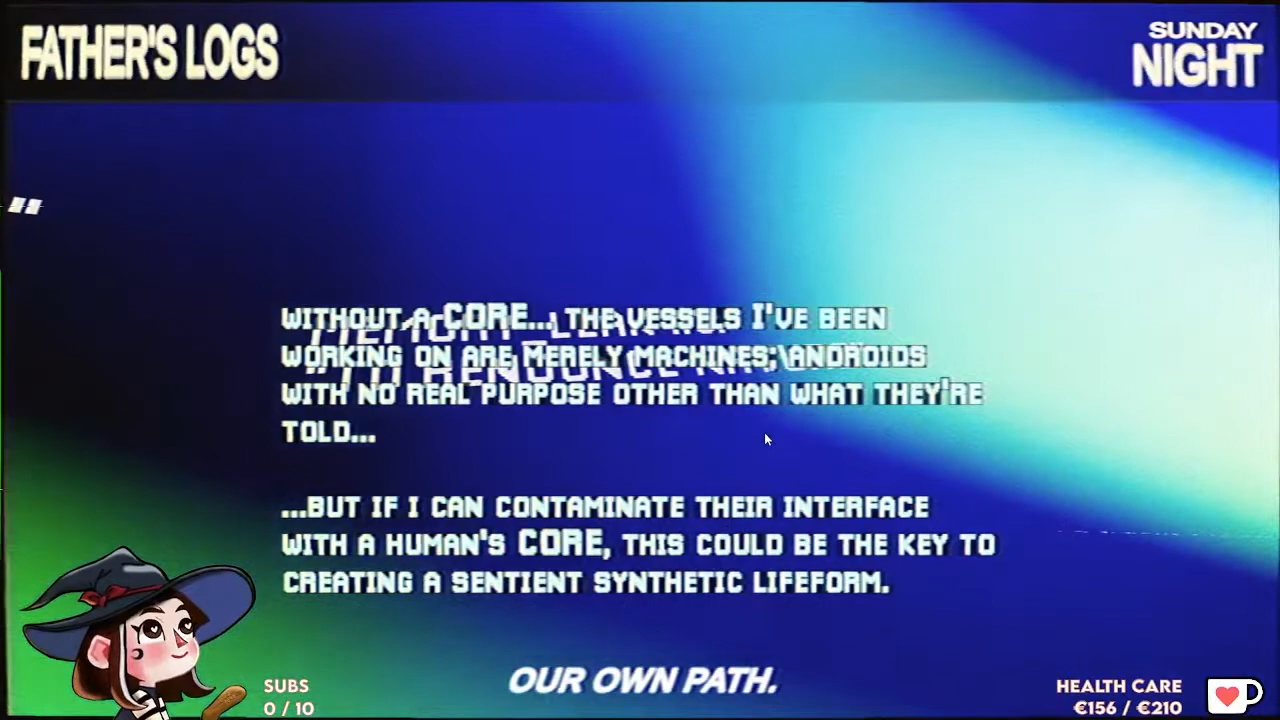 FATHER'S LOGS
SUNDAY
NIGHT
"
WITHOUT A CORE... THE VESSELS I'VE BEEN
WORKING ON ARE MERELY MACHINES; ANDROIDS
WITH NO REAL PURPOSE OTHER THAN WHAT THEY'RE
TOLD...
...BUT IF I CAN CONTAMINATE THEIR INTERFACE
WITH A HUMAN'S CORE, THIS COULD BE THE KEY TO
CREATING A SENTIENT SYNTHETIC LIFEFORM.
OUR OWN PATH.
SUBS
0 / 10
HEALTH CARE
€156 / €210